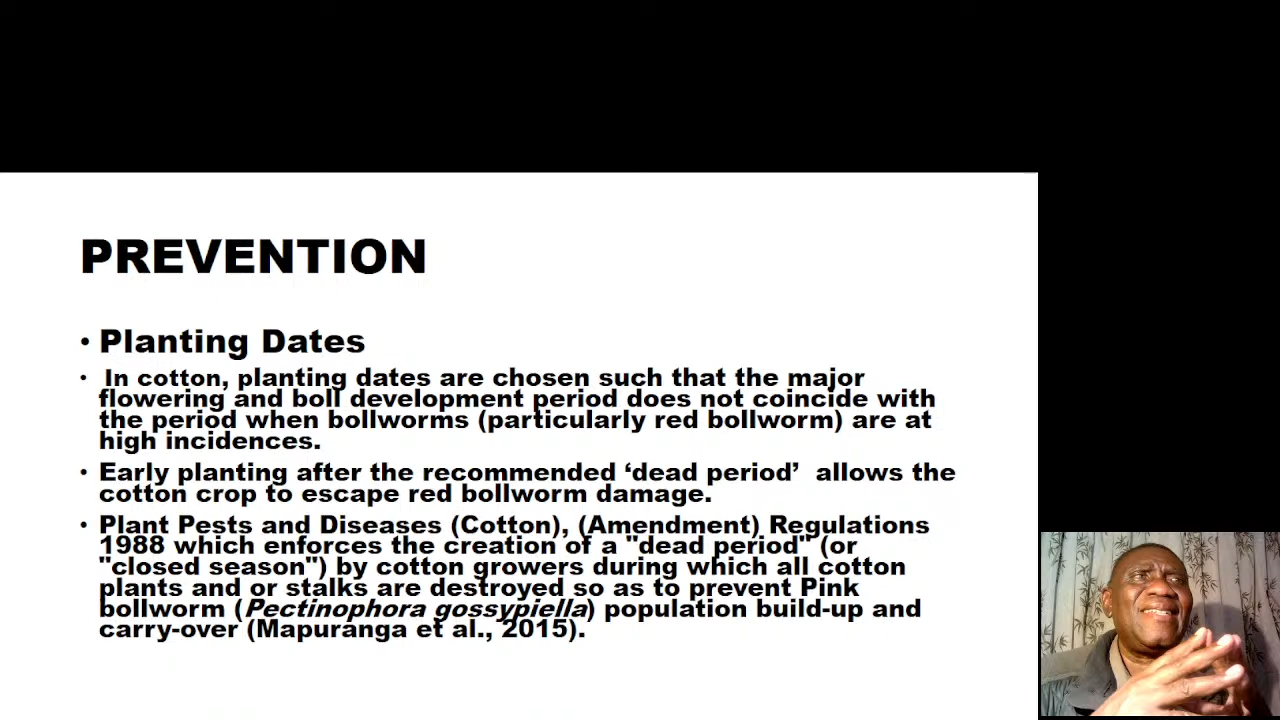 PREVENTION
• Planting Dates
• In cotton, planting dates are chosen such that the major
flowering and boll development period does not coincide with
the period when bollworms (particularly red bollworm) are at
high incidences.
• Early planting after the recommended ‘dead period’ allows the
cotton crop to escape red bollworm damage.
• Plant Pests and Diseases (Cotton), (Amendment) Regulations
1988 which enforces the creation of a "dead period" (or
"closed season") by cotton growers during which all cotton
plants and or stalks are destroyed so as to prevent Pink
bollworm (Pectinophora gossypiella) population build-up and
carry-over (Mapuranga et al., 2015).